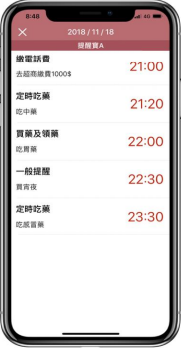 8:48
4G
2018 / 11 / 18
提醒寶A
繳電話費
去超商繳費1000$
21:00
定時吃藥
吃中藥
21:20
買藥及領藥
吃胃藥
22:00
一般提醒
買宵夜
22:30
定時吃藥
吃感冒藥
23:30